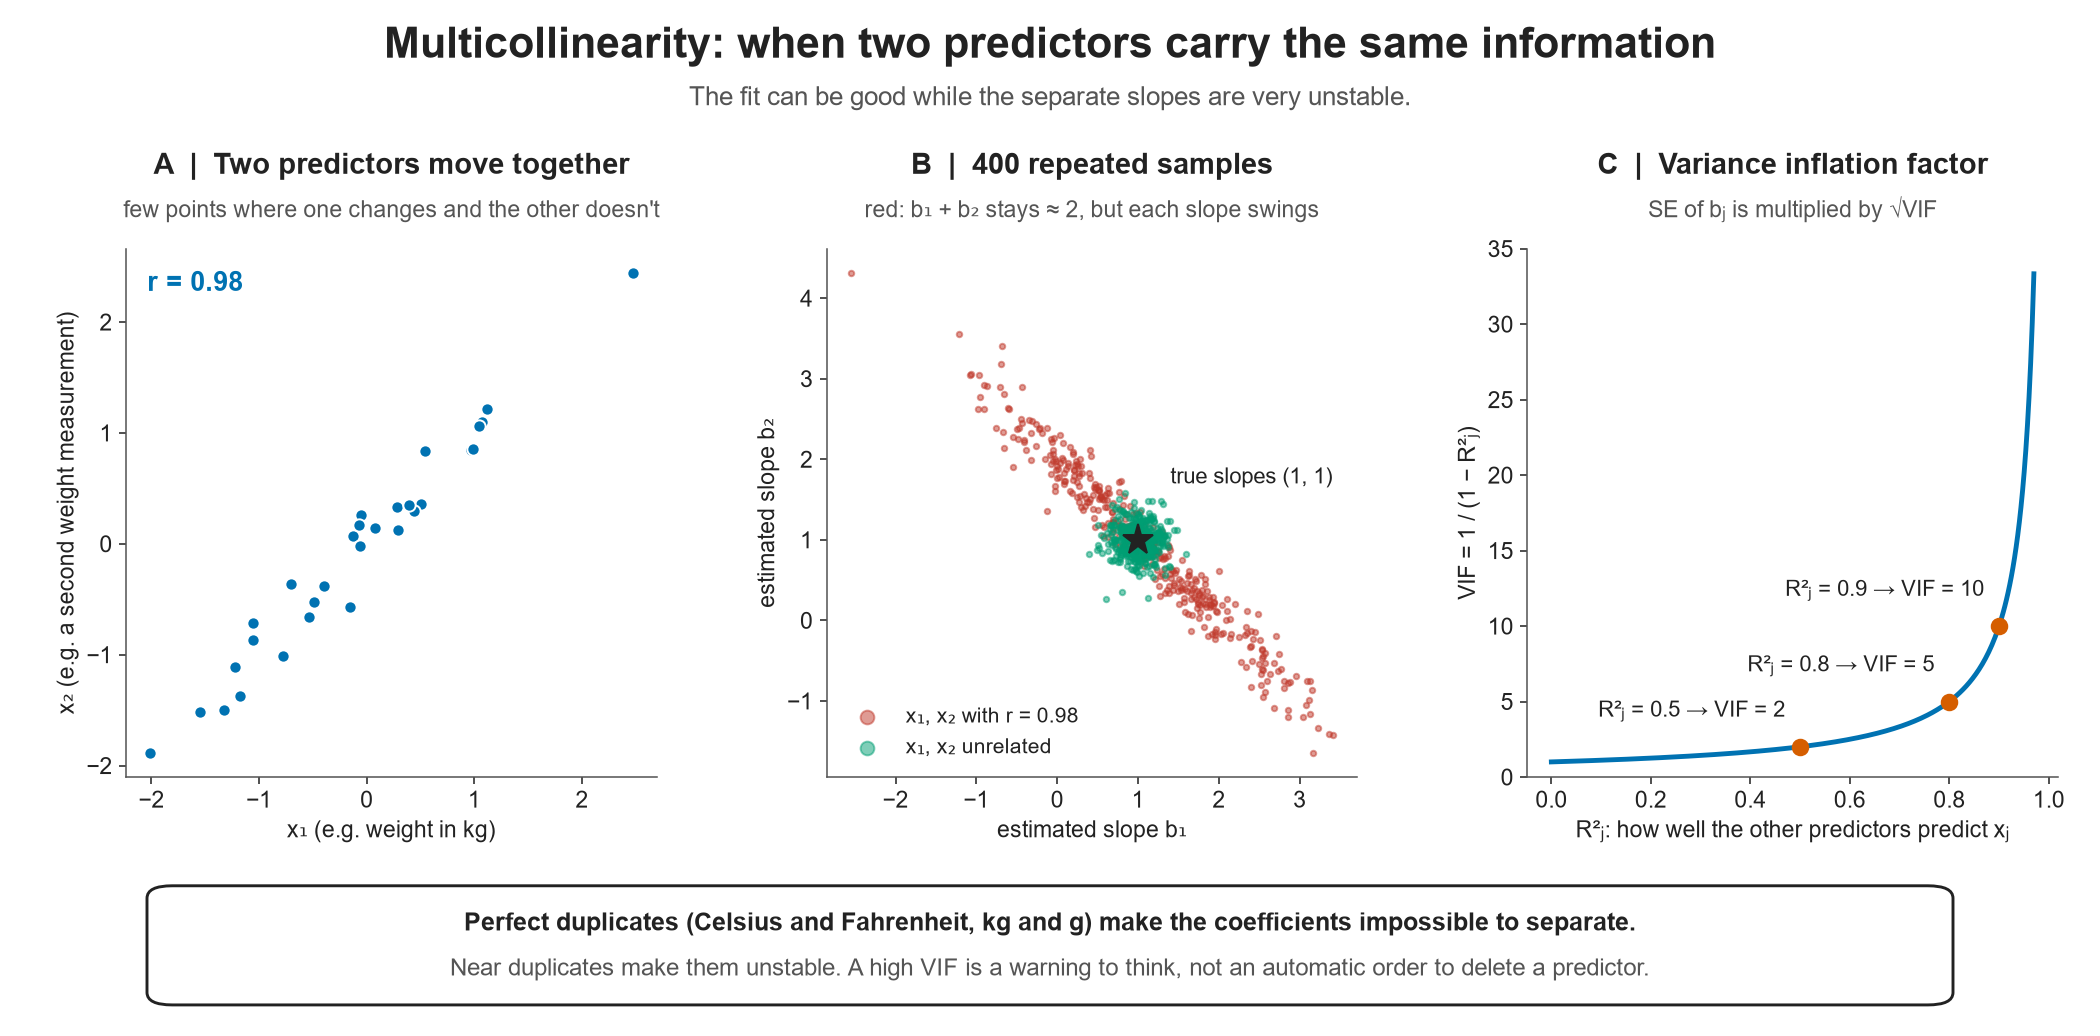 Multicollinearity: when two predictors carry the same information
The fit can be good while the separate slopes are very unstable.
A | Two predictors move together
few points where one changes and the other doesn't
r = 0.98
x₂ (e.g. a second weight measurement)
2
1
0
−1
−2
−2 −1 0 1 2
x₁ (e.g. weight in kg)
B | 400 repeated samples
red: b₁ + b₂ stays ≈ 2, but each slope swings
estimated slope b₂
4
3
2
1
0
−1
true slopes (1, 1)
x₁, x₂ with r = 0.98
x₁, x₂ unrelated
−2 −1 0 1 2 3
estimated slope b₁
C | Variance inflation factor
SE of bⱼ is multiplied by √VIF
VIF = 1 / (1 − R²ⱼ)
35
30
25
20
15
10
5
0
R²ⱼ = 0.9 → VIF = 10
R²ⱼ = 0.8 → VIF = 5
R²ⱼ = 0.5 → VIF = 2
0.0 0.2 0.4 0.6 0.8 1.0
R²ⱼ: how well the other predictors predict xⱼ
Perfect duplicates (Celsius and Fahrenheit, kg and g) make the coefficients impossible to separate.
Near duplicates make them unstable. A high VIF is a warning to think, not an automatic order to delete a predictor.